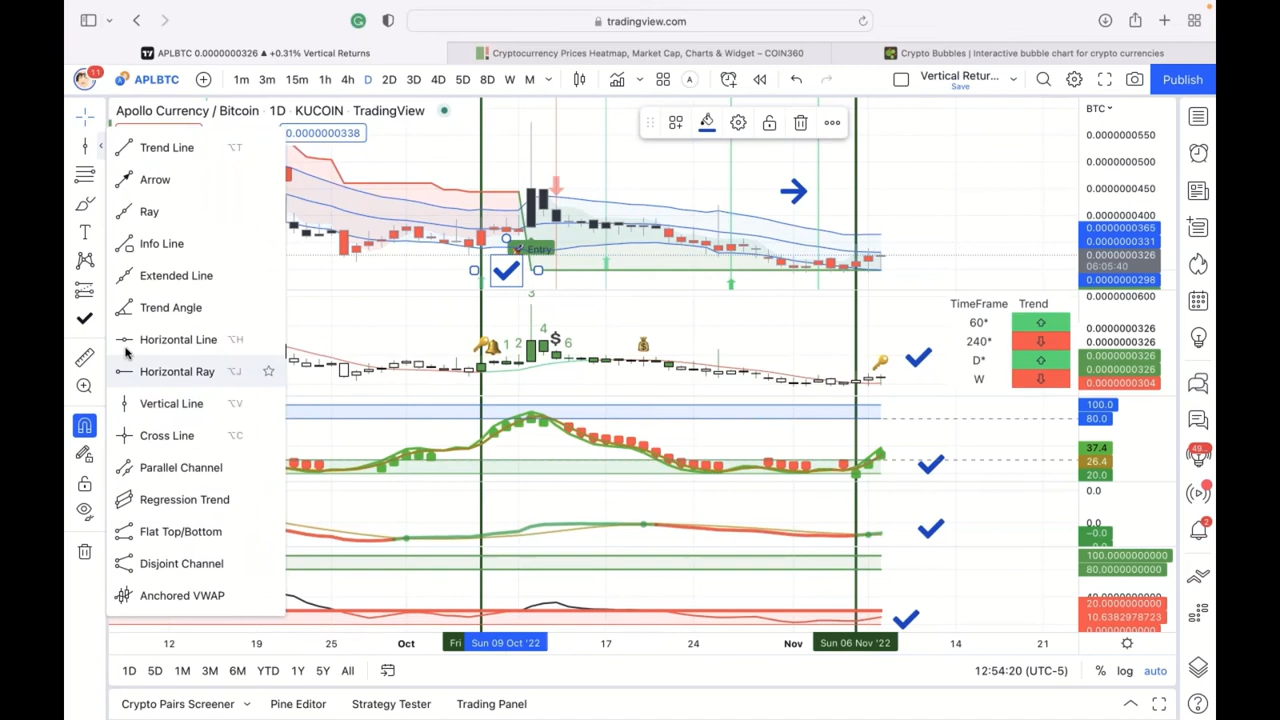 tradingview.com
APLBTC 0.0000000326 ▲ +0.31% Vertical Returns
Cryptocurrency Prices Heatmap, Market Cap, Charts & Widget – COIN360
Crypto Bubbles | Interactive bubble chart for crypto currencies
11
APLBTC
1m 3m 15m 1h 4h D 2D 3D 4D 5D 8D W M
A
Vertical Retur...
Save
Publish
Apollo Currency / Bitcoin · 1D · KUCOIN · TradingView
BTC
0.0000000338
0.0000000550
0.0000000500
0.0000000450
0.0000000400
0.0000000365
0.0000000331
0.0000000326
06:05:40
0.0000000298
Trend Line ⌥T
Arrow
Ray
Info Line
Extended Line
Trend Angle
Horizontal Line ⌥H
Horizontal Ray ⌥J
Vertical Line ⌥V
Cross Line ⌥C
Parallel Channel
Regression Trend
Flat Top/Bottom
Disjoint Channel
Anchored VWAP
Entry
3
4
1 2
$
6
TimeFrame Trend
60*
240*
D*
W
0.0000000600
0.0000000326
0.0000000326
0.0000000326
0.0000000304
100.0
80.0
37.4
26.4
20.0
0.0
0.0
−0.0
100.0000000000
80.0000000000
20.0000000000
10.6382978723
49
2
12 19 25 Oct Fri Sun 09 Oct '22 17 24 Nov Sun 06 Nov '22 14 21
1D 5D 1M 3M 6M YTD 1Y 5Y All
12:54:20 (UTC-5) % log auto
Crypto Pairs Screener Pine Editor Strategy Tester Trading Panel